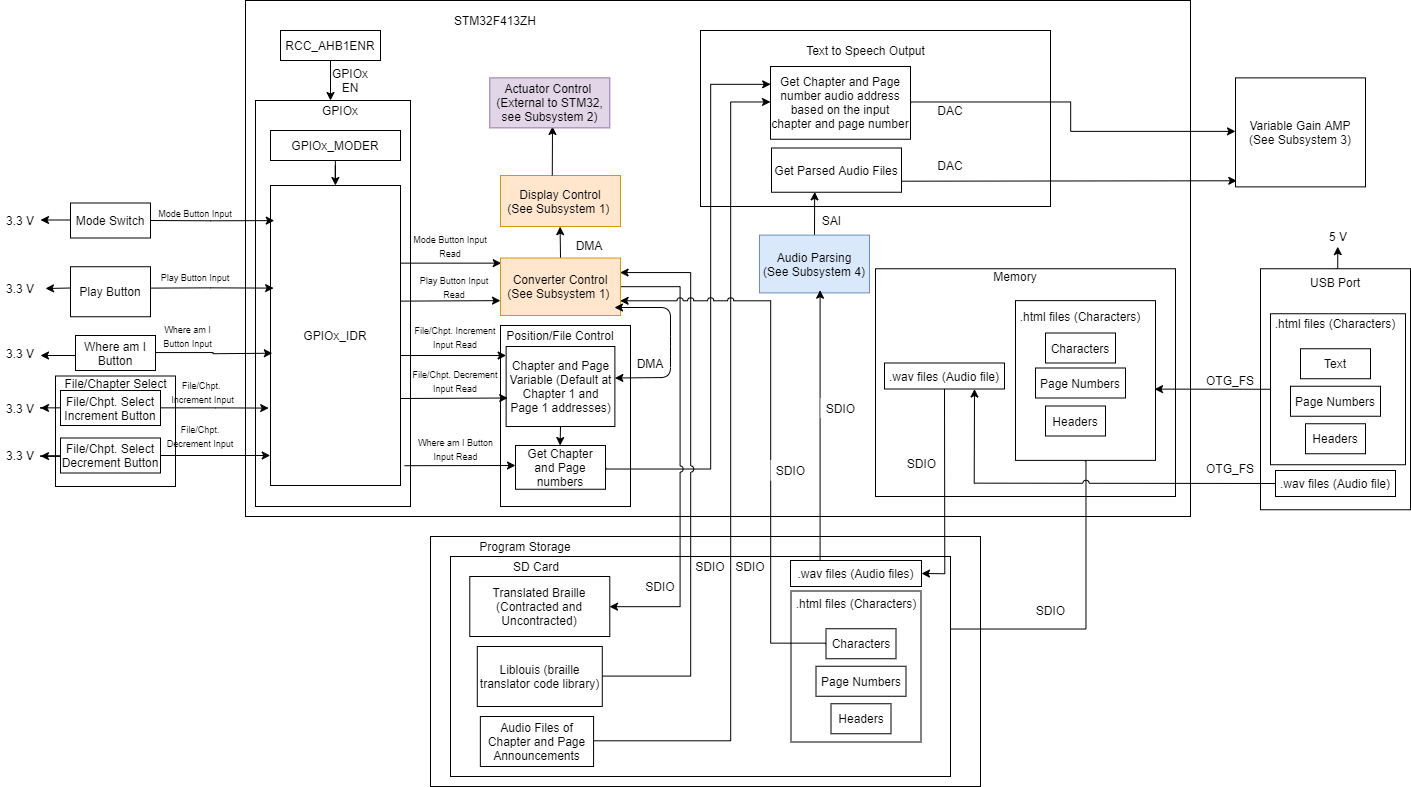 STM32F413ZH
RCC_AHB1ENR
GPIOx
EN
GPIOx
GPIOx_MODER
GPIOx_IDR
3.3 V
Mode Switch
Mode Button Input
3.3 V
Play Button
Play Button Input
3.3 V
Where am I
Button
Where am I
Button Input
File/Chapter Select
3.3 V
File/Chpt. Select
Increment Button
File/Chpt.
Increment Input
3.3 V
File/Chpt. Select
Decrement Button
File/Chpt.
Decrement Input
Mode Button Input
Read
Play Button Input
Read
File/Chpt. Increment
Input Read
File/Chpt. Decrement
Input Read
Where am I Button
Input Read
Actuator Control
(External to STM32,
see Subsystem 2)
Display Control
(See Subsystem 1)
DMA
Converter Control
(See Subsystem 1)
Position/File Control
Chapter and Page
Variable (Default at
Chapter 1 and
Page 1 addresses)
DMA
Get Chapter
and Page
numbers
Text to Speech Output
Get Chapter and Page
number audio address
based on the input
chapter and page number
DAC
Get Parsed Audio Files
DAC
SAI
Audio Parsing
(See Subsystem 4)
Variable Gain AMP
(See Subsystem 3)
Memory
.html files (Characters)
Characters
Page Numbers
Headers
.wav files (Audio file)
SDIO
SDIO
SDIO
5 V
USB Port
.html files (Characters)
Text
Page Numbers
Headers
.wav files (Audio file)
OTG_FS
OTG_FS
Program Storage
SD Card
Translated Braille
(Contracted and
Uncontracted)
SDIO
SDIO
SDIO
Liblouis (braille
translator code library)
Audio Files of
Chapter and Page
Announcements
.wav files (Audio files)
.html files (Characters)
Characters
Page Numbers
Headers
SDIO